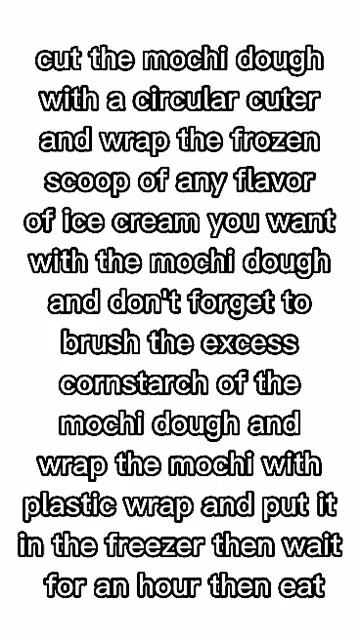 cut the mochi dough
with a circular cuter
and wrap the frozen
scoop of any flavor
of ice cream you want
with the mochi dough
and don't forget to
brush the excess
cornstarch of the
mochi dough and
wrap the mochi with
plastic wrap and put it
in the freezer then wait
for an hour then eat